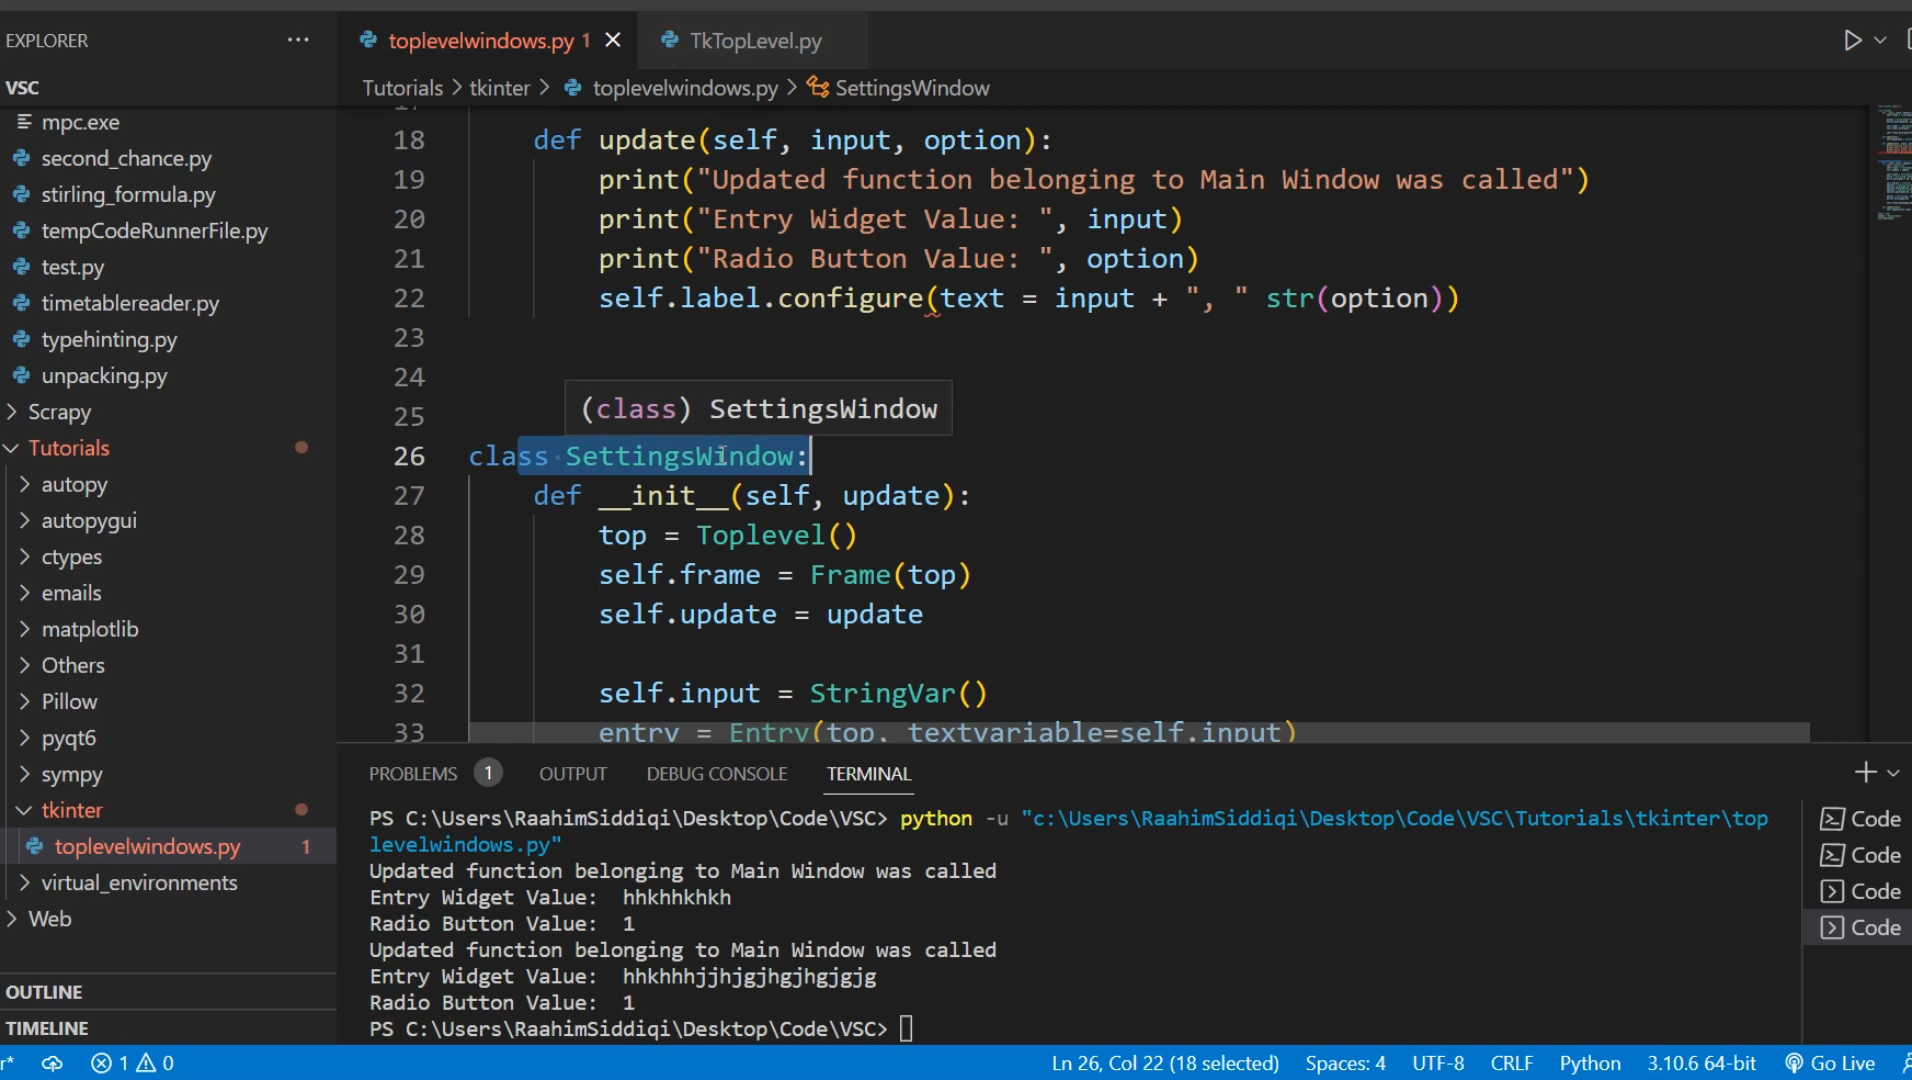 EXPLORER ···
VSC
mpc.exe
second_chance.py
stirling_formula.py
tempCodeRunnerFile.py
test.py
timetablereader.py
typehinting.py
unpacking.py
Scrapy
Tutorials
autopy
autopygui
ctypes
emails
matplotlib
Others
Pillow
pyqt6
sympy
tkinter
toplevelwindows.py 1
virtual_environments
Web
OUTLINE
TIMELINE
toplevelwindows.py 1
TkTopLevel.py
Tutorials > tkinter > toplevelwindows.py > SettingsWindow
18 def update(self, input, option):
19 print("Updated function belonging to Main Window was called")
20 print("Entry Widget Value: ", input)
21 print("Radio Button Value: ", option)
22 self.label.configure(text = input + ", " str(option))
23
24
25
(class) SettingsWindow
26 class SettingsWindow:
27 def __init__(self, update):
28 top = Toplevel()
29 self.frame = Frame(top)
30 self.update = update
31
32 self.input = StringVar()
33 entry = Entry(top, textvariable=self.input)
PROBLEMS 1 OUTPUT DEBUG CONSOLE TERMINAL
PS C:\Users\RaahimSiddiqi\Desktop\Code\VSC> python -u "c:\Users\RaahimSiddiqi\Desktop\Code\VSC\Tutorials\tkinter\top
levelwindows.py"
Updated function belonging to Main Window was called
Entry Widget Value:  hhkhhkhkh
Radio Button Value:  1
Updated function belonging to Main Window was called
Entry Widget Value:  hhkhhhjjhjgjhgjhgjgjg
Radio Button Value:  1
PS C:\Users\RaahimSiddiqi\Desktop\Code\VSC>
Code
Code
Code
Code
r* 1 0 Ln 26, Col 22 (18 selected) Spaces: 4 UTF-8 CRLF Python 3.10.6 64-bit Go Live